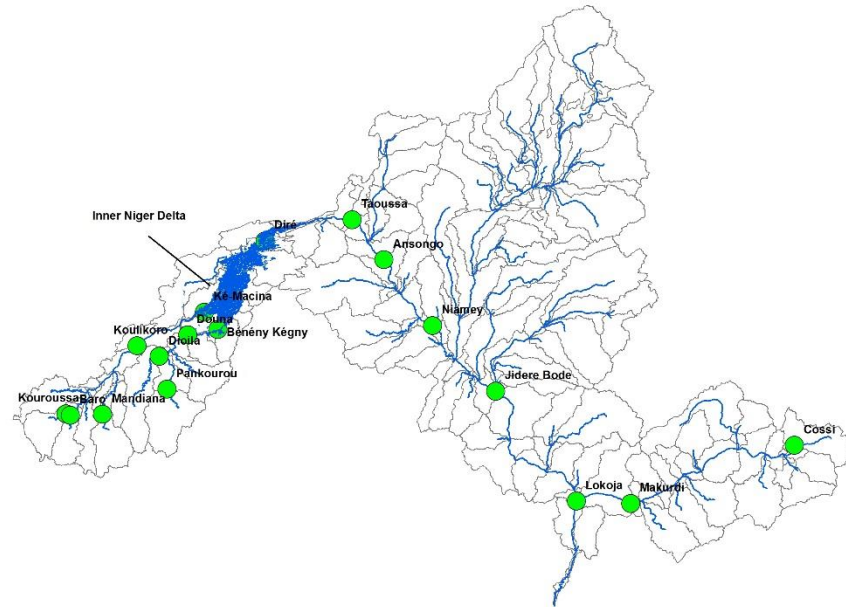 Taoussa
Inner Niger Delta
Diré
Ansongo
Ké-Macina
Niamey
Douna
Koulikoro
Bénény Kégny
Dioila
Pankourou
Jidere Bode
Kouroussa
Baro
Mandiana
Cossi
Lokoja
Makurdi